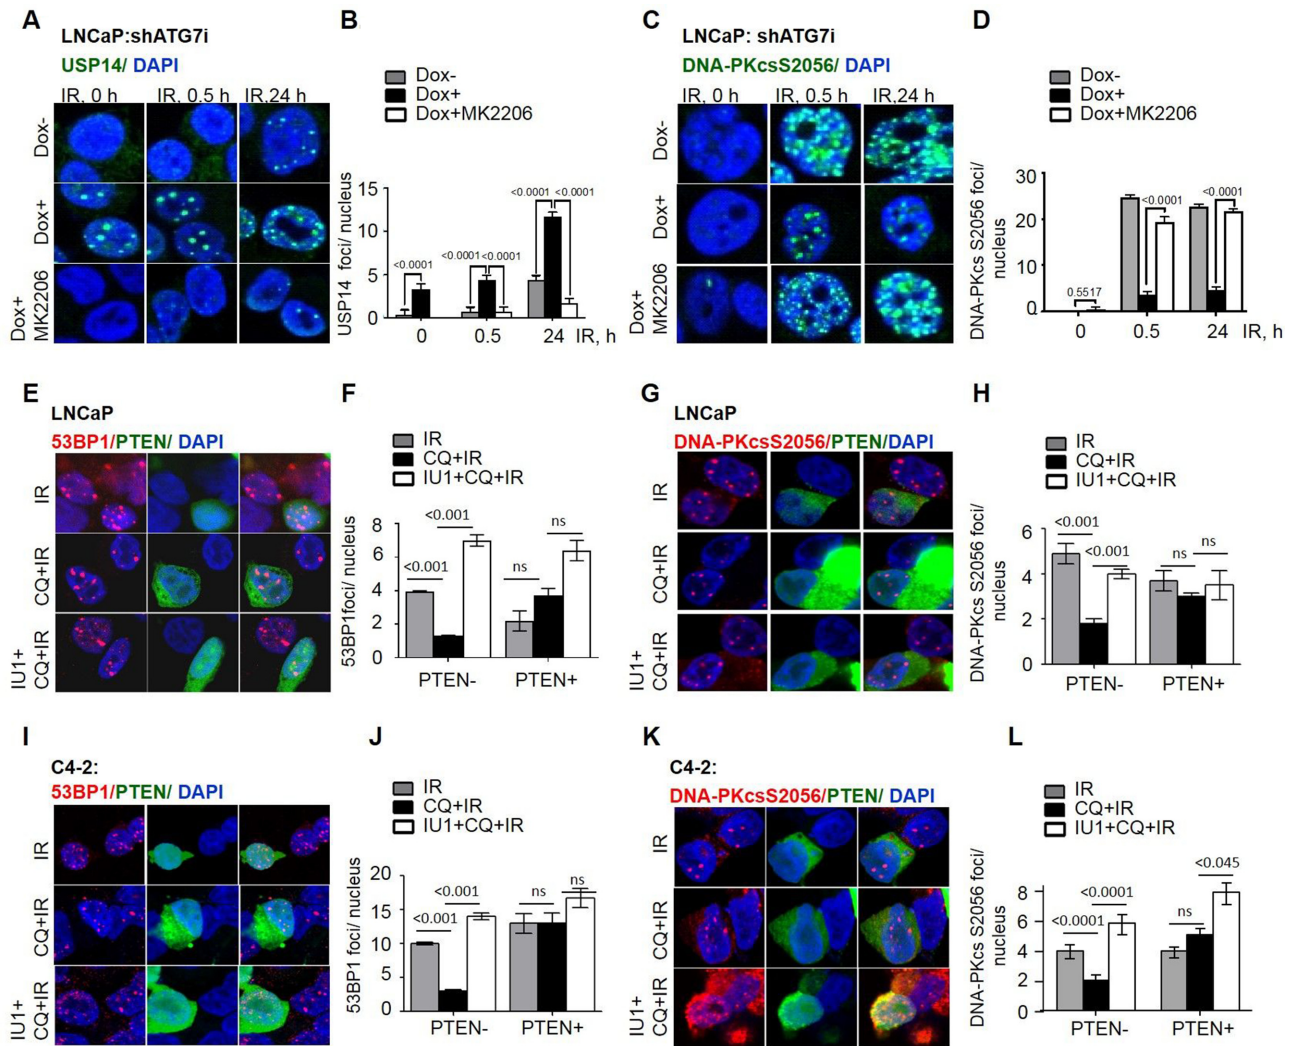 A
LNCaP:shATG7i
USP14/ DAPI
IR, 0 h IR, 0.5 h IR,24 h
Dox-
Dox+
Dox+
MK2206
B
Dox-
Dox+
Dox+MK2206
USP14 foci/ nucleus
15
10
5
0
<0.0001
<0.0001 <0.0001
<0.0001 <0.0001
0 0.5 24 IR, h
C
LNCaP: shATG7i
DNA-PKcsS2056/ DAPI
IR, 0 h IR, 0.5 h IR,24 h
Dox-
Dox+
Dox+
MK2206
D
Dox-
Dox+
Dox+MK2206
DNA-PKcs S2056 foci/
nucleus
30
20
10
0
0.5517
<0.0001
<0.0001
0 0.5 24 IR, h
E
LNCaP
53BP1/PTEN/ DAPI
IR
CQ+IR
IU1+
CQ+IR
F
IR
CQ+IR
IU1+CQ+IR
53BP1foci/ nucleus
8
6
4
2
0
<0.001
<0.001
ns
ns
PTEN- PTEN+
G
LNCaP
DNA-PKcsS2056/PTEN/DAPI
IR
CQ+IR
IU1+
CQ+IR
H
IR
CQ+IR
IU1+CQ+IR
DNA-PKcs S2056 foci/
nucleus
6
4
2
0
<0.001
<0.001
ns
ns
PTEN- PTEN+
I
C4-2:
53BP1/PTEN/ DAPI
IR
CQ+IR
IU1+
CQ+IR
J
IR
CQ+IR
IU1+CQ+IR
53BP1 foci/ nucleus
20
15
10
5
0
<0.001
<0.001
ns
ns
PTEN- PTEN+
K
C4-2:
DNA-PKcsS2056/PTEN/ DAPI
IR
CQ+IR
IU1+
CQ+IR
L
IR
CQ+IR
IU1+CQ+IR
DNA-PKcs S2056 foci/
nucleus
8
6
4
2
0
<0.0001
<0.0001
ns
<0.045
PTEN- PTEN+